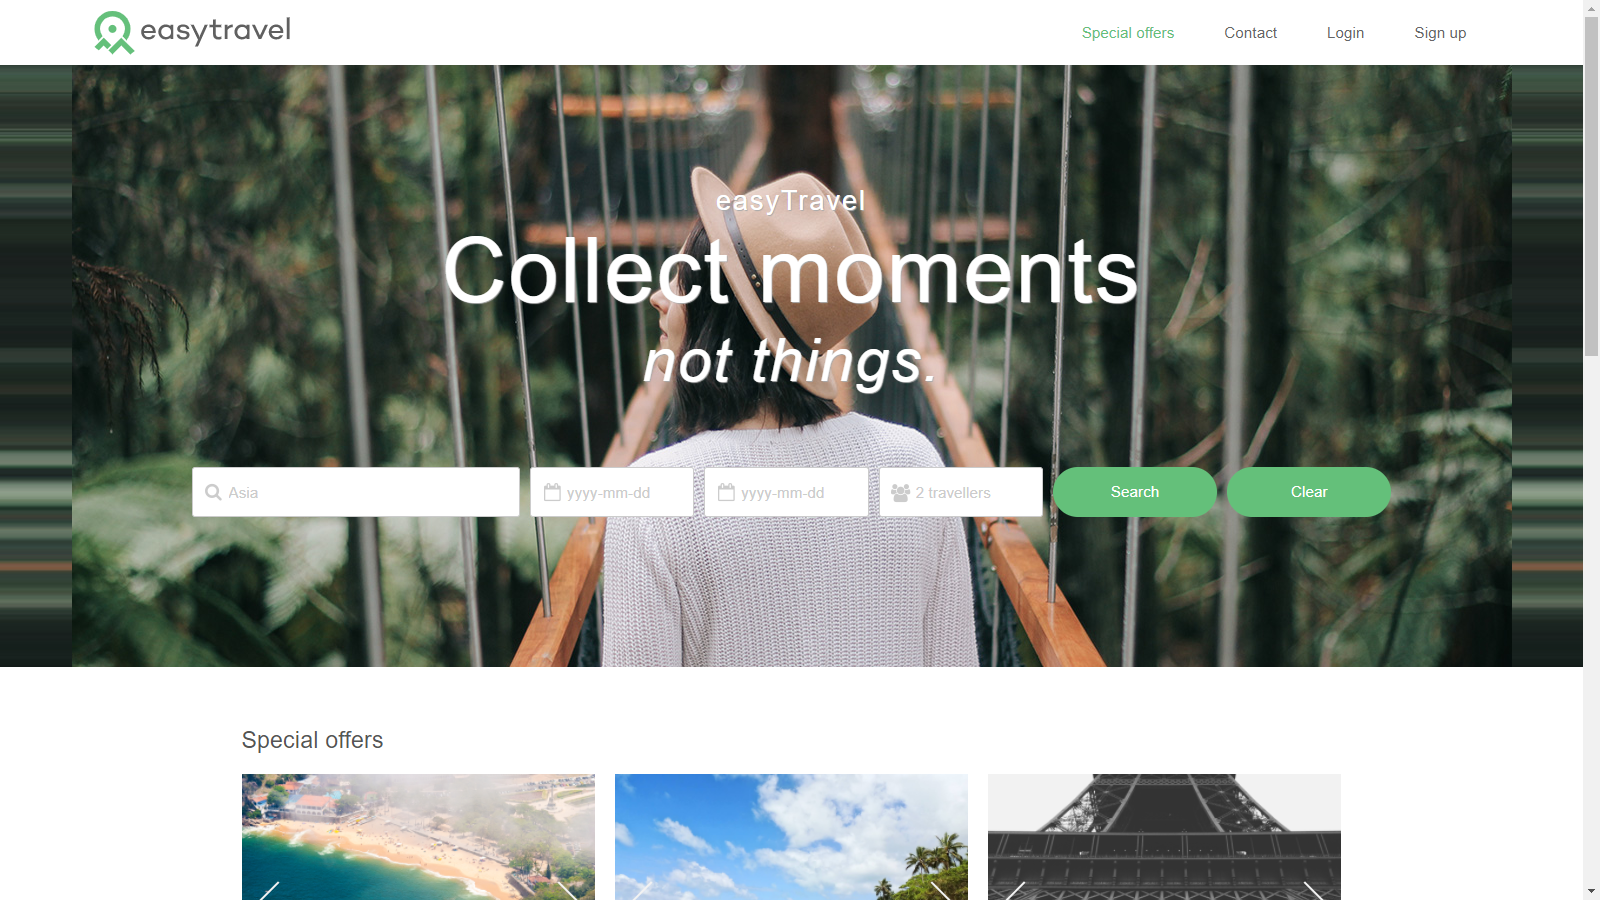 easytravel
Special offers
Contact
Login
Sign up
easyTravel
Collect moments
not things.
Asia
yyyy-mm-dd
yyyy-mm-dd
2 travellers
Search
Clear
Special offers